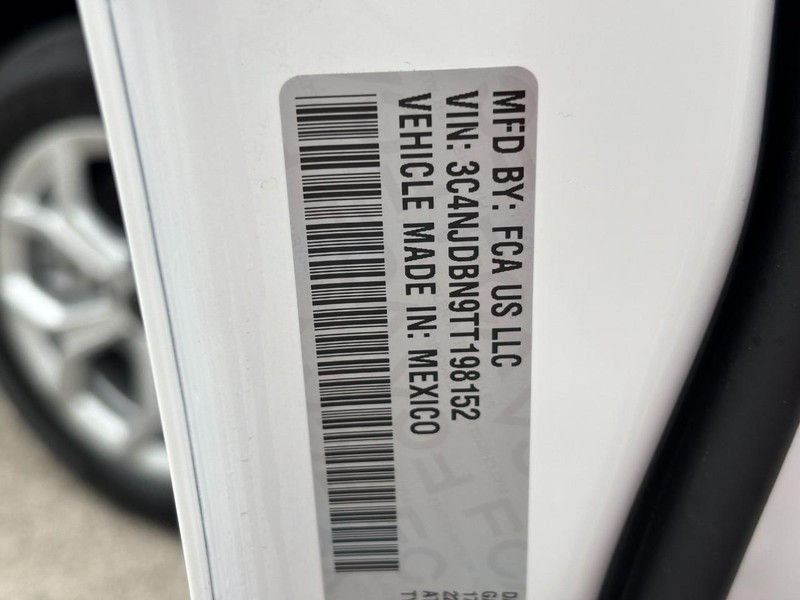 MFD BY: FCA US LLC
VIN: 3C4NJDBN9TT198152
VEHICLE MADE IN: MEXICO